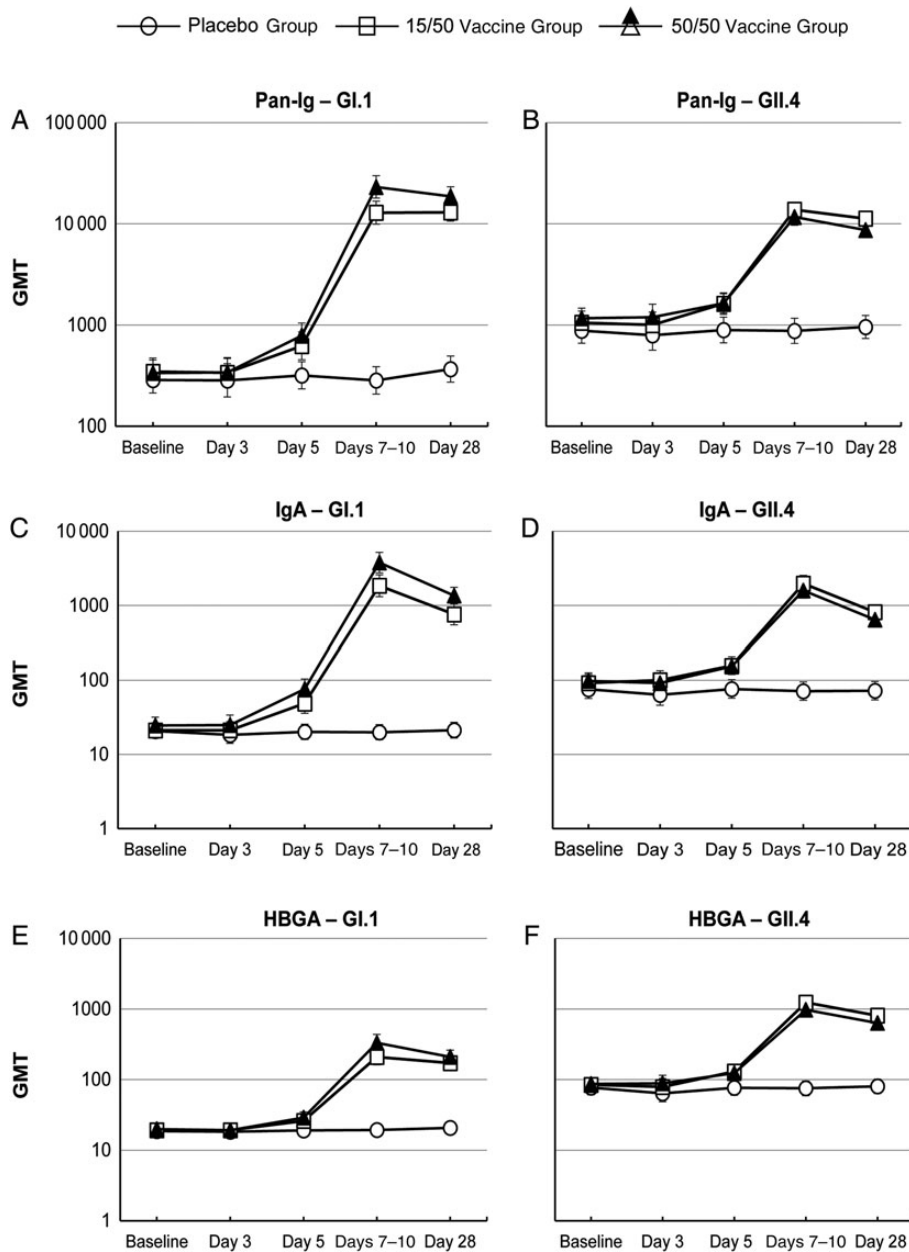 Placebo Group 15/50 Vaccine Group 50/50 Vaccine Group
A Pan-Ig – GI.1
100 000
10 000
1000
100
GMT
Baseline Day 3 Day 5 Days 7–10 Day 28
B Pan-Ig – GII.4
Baseline Day 3 Day 5 Days 7–10 Day 28
C IgA – GI.1
10 000
1000
100
10
1
GMT
Baseline Day 3 Day 5 Days 7–10 Day 28
D IgA – GII.4
Baseline Day 3 Day 5 Days 7–10 Day 28
E HBGA – GI.1
10 000
1000
100
10
1
GMT
Baseline Day 3 Day 5 Days 7–10 Day 28
F HBGA – GII.4
Baseline Day 3 Day 5 Days 7–10 Day 28